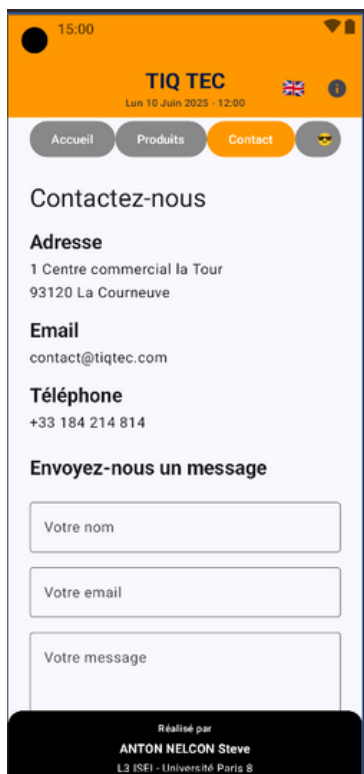 15:00
TIQ TEC
Lun 10 Juin 2025 - 12:00
Accueil
Produits
Contact
Contactez-nous
Adresse
1 Centre commercial la Tour
93120 La Courneuve
Email
contact@tiqtec.com
Téléphone
+33 184 214 814
Envoyez-nous un message
Votre nom
Votre email
Votre message
Réalisé par
ANTON NELCON Steve
L3 ISEI - Université Paris 8